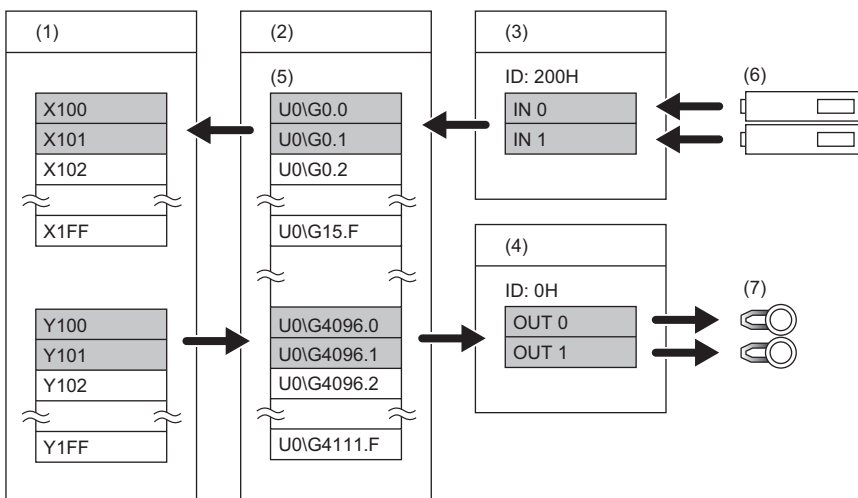 (1)
X100
X101
X102
X1FF
Y100
Y101
Y102
Y1FF
(2)
(5)
U0\G0.0
U0\G0.1
U0\G0.2
U0\G15.F
U0\G4096.0
U0\G4096.1
U0\G4096.2
U0\G4111.F
(3)
ID: 200H
IN 0
IN 1
(4)
ID: 0H
OUT 0
OUT 1
(6)
(7)